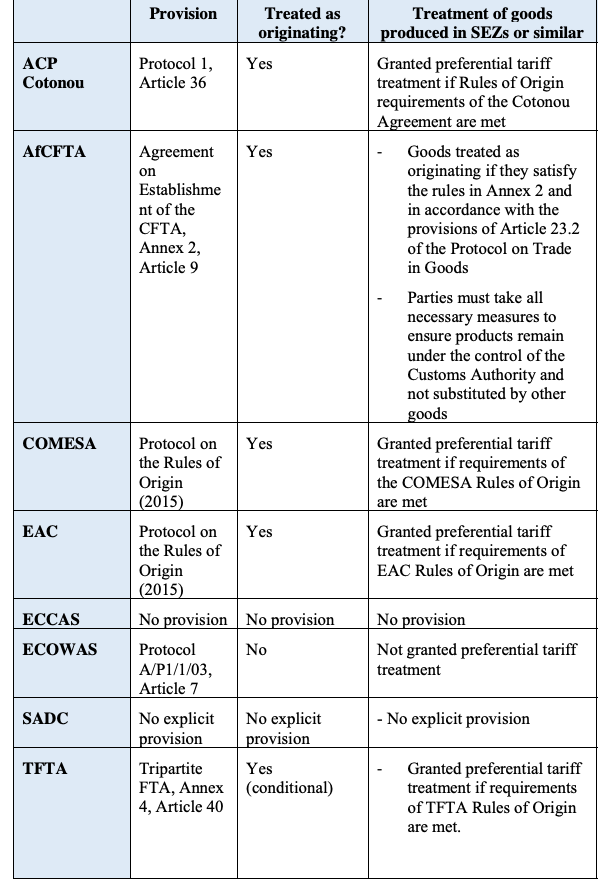 Provision
Treated as
originating?
Treatment of goods
produced in SEZs or similar
ACP
Cotonou
Protocol 1,
Article 36
Yes
Granted preferential tariff
treatment if Rules of Origin
requirements of the Cotonou
Agreement are met
AfCFTA
Agreement
on
Establishme
nt of the
CFTA,
Annex 2,
Article 9
Yes
- Goods treated as
originating if they satisfy
the rules in Annex 2 and
in accordance with the
provisions of Article 23.2
of the Protocol on Trade
in Goods
- Parties must take all
necessary measures to
ensure products remain
under the control of the
Customs Authority and
not substituted by other
goods
COMESA
Protocol on
the Rules of
Origin
(2015)
Yes
Granted preferential tariff
treatment if requirements of
the COMESA Rules of Origin
are met
EAC
Protocol on
the Rules of
Origin
(2015)
Yes
Granted preferential tariff
treatment if requirements of
EAC Rules of Origin are met
ECCAS
No provision
No provision
No provision
ECOWAS
Protocol
A/P1/1/03,
Article 7
No
Not granted preferential tariff
treatment
SADC
No explicit
provision
No explicit
provision
- No explicit provision
TFTA
Tripartite
FTA, Annex
4, Article 40
Yes
(conditional)
- Granted preferential tariff
treatment if requirements
of TFTA Rules of Origin
are met.